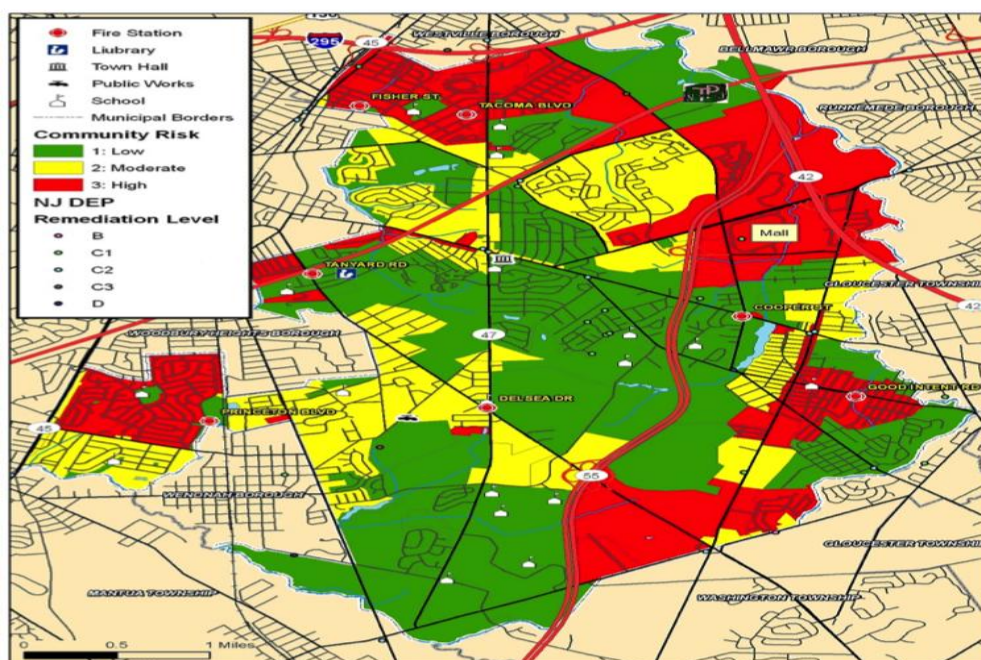 Fire Station
Liubrary
Town Hall
Public Works
School
Municipal Borders
Community Risk
1: Low
2: Moderate
3: High
NJ DEP
Remediation Level
B
C1
C2
C3
D
295
45
WESTVILLE BOROUGH
BELLMAWR BOROUGH
FISHER ST.
TACOMA BLVD
TP
RUNNEMEDE BOROUGH
42
Mall
TANYARD RD
GLOUCESTER TOWNSHIP
42
COOPER ST
WOODBURY HEIGHTS BOROUGH
47
GOOD INTENT RD
DELSEA DR
PRINCETON BLVD
45
55
WENONAH BOROUGH
GLOUCESTER TOWNSHIP
MANTUA TOWNSHIP
WASHINGTON TOWNSHIP
0 0.5 1 Miles